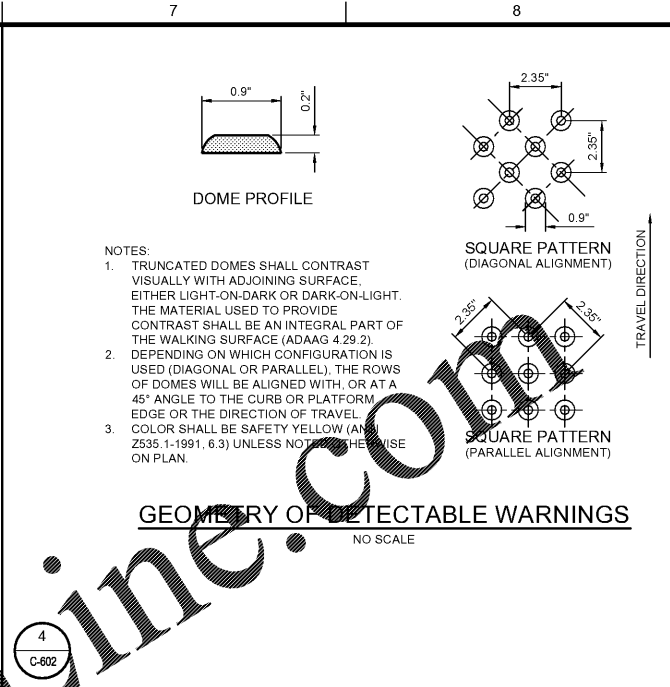 7
8
0.9"
0.2"
DOME PROFILE
2.35"
2.35"
0.9"
SQUARE PATTERN
(DIAGONAL ALIGNMENT)
TRAVEL DIRECTION
NOTES:
1. TRUNCATED DOMES SHALL CONTRAST
VISUALLY WITH ADJOINING SURFACE,
EITHER LIGHT-ON-DARK OR DARK-ON-LIGHT.
THE MATERIAL USED TO PROVIDE
CONTRAST SHALL BE AN INTEGRAL PART OF
THE WALKING SURFACE (ADAAG 4.29.2).
2. DEPENDING ON WHICH CONFIGURATION IS
USED (DIAGONAL OR PARALLEL), THE ROWS
OF DOMES WILL BE ALIGNED WITH, OR AT A
45° ANGLE TO THE CURB OR PLATFORM
EDGE OR THE DIRECTION OF TRAVEL.
3. COLOR SHALL BE SAFETY YELLOW (ANSI
Z535.1-1991, 6.3) UNLESS NOTED OTHERWISE
ON PLAN.
2.35"
2.35"
SQUARE PATTERN
(PARALLEL ALIGNMENT)
GEOMETRY OF DETECTABLE WARNINGS
NO SCALE
4
C-602
ine.com